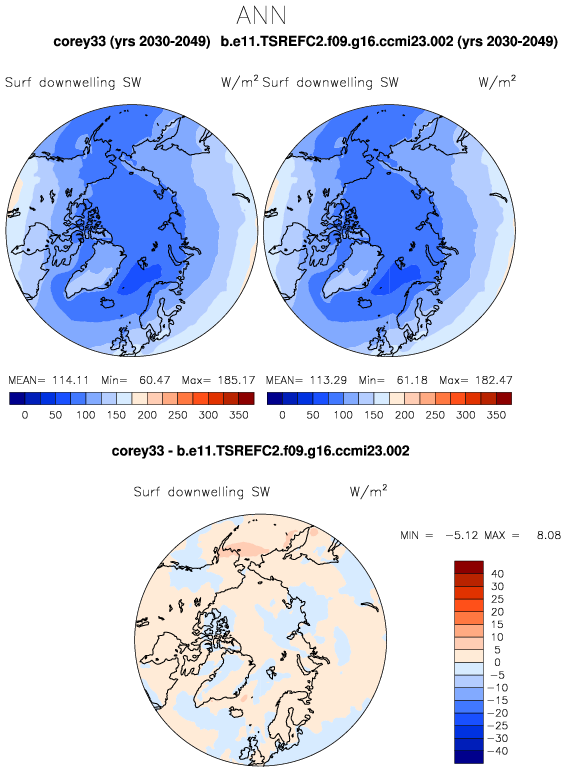 ANN
corey33 (yrs 2030-2049) b.e11.TSREFC2.f09.g16.ccmi23.002 (yrs 2030-2049)
Surf downwelling SW W/m² Surf downwelling SW W/m²
MEAN= 114.11 Min= 60.47 Max= 185.17 MEAN= 113.29 Min= 61.18 Max= 182.47
0 50 100 150 200 250 300 350 0 50 100 150 200 250 300 350
corey33 - b.e11.TSREFC2.f09.g16.ccmi23.002
Surf downwelling SW W/m²
MIN = -5.12 MAX = 8.08
40
30
25
20
15
10
5
0
-5
-10
-15
-20
-25
-30
-40